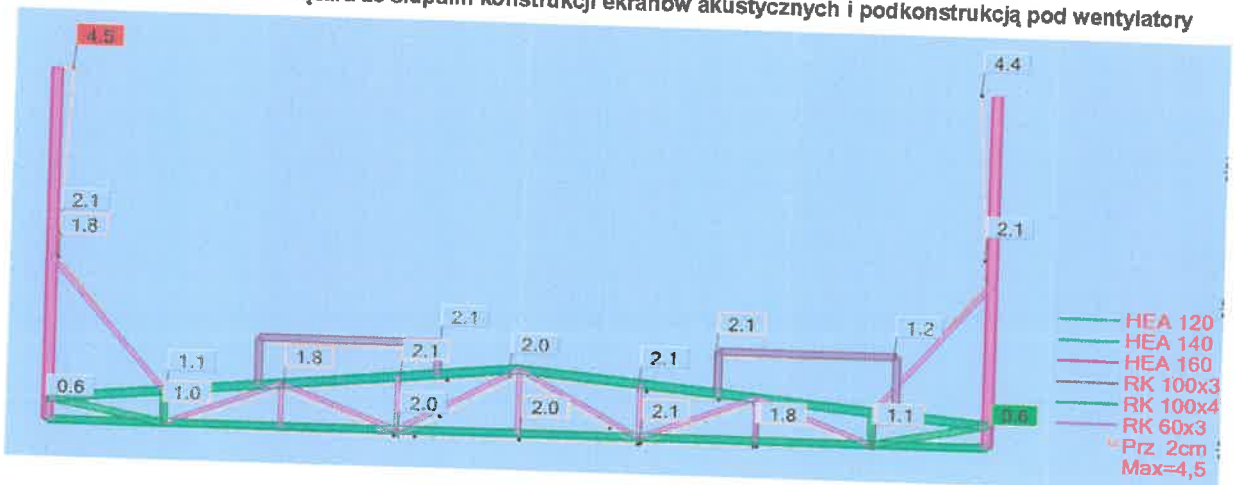 słupami konstrukcji ekranów akustycznych i podkonstrukcją pod wentylatory
4.5
4.4
2.1
1.8
2.1
2.1
2.1
1.2
1.1
1.8
2.1
2.0
2.1
0.6
1.0
2.0
2.0
2.1
1.8
1.1
0.6
HEA 120
HEA 140
HEA 160
RK 100x3
RK 100x4
RK 60x3
Prz 2cm
Max=4,5